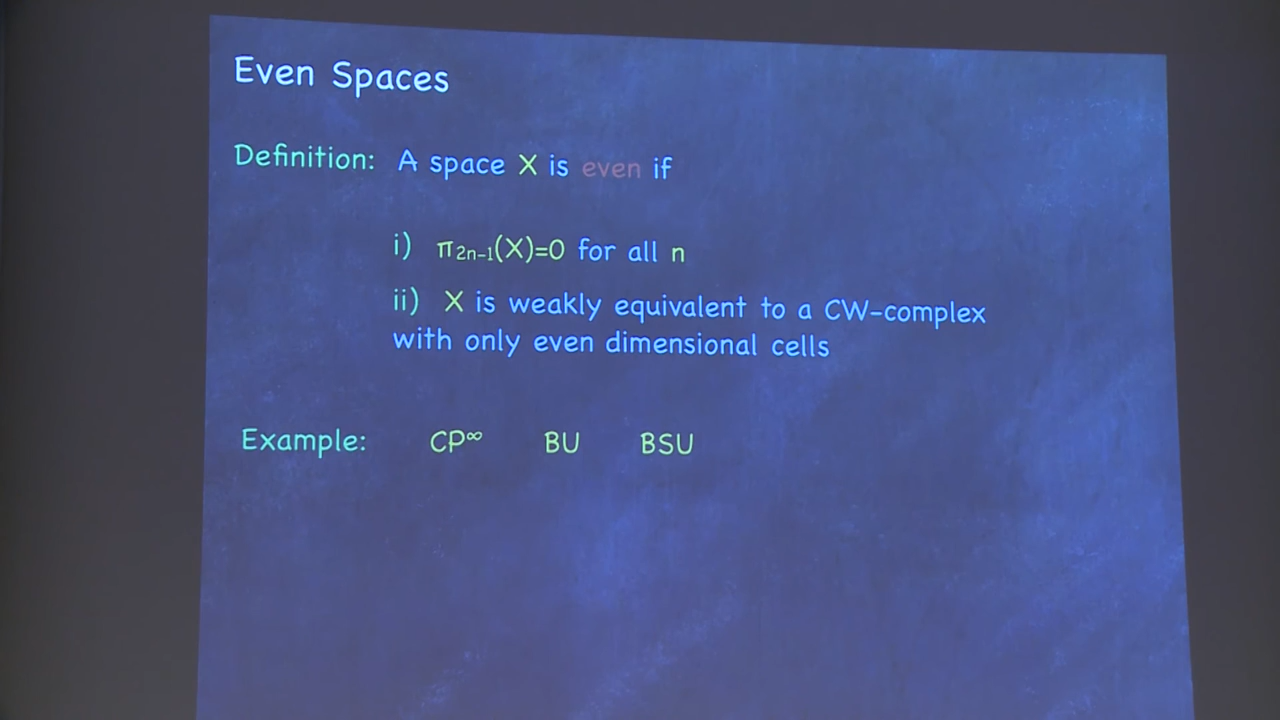 Even Spaces
Definition: A space X is even if
i) π₂ₙ₋₁(X)=0 for all n
ii) X is weakly equivalent to a CW-complex
with only even dimensional cells
Example: CP∞ BU BSU